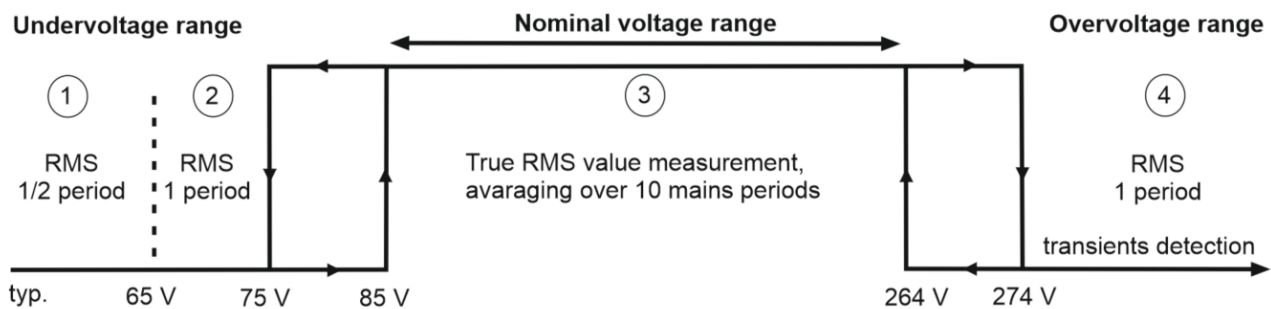 Undervoltage range
Nominal voltage range
Overvoltage range
1
2
3
4
RMS
1/2 period
RMS
1 period
True RMS value measurement,
avaraging over 10 mains periods
RMS
1 period
transients detection
typ.
65 V
75 V
85 V
264 V
274 V